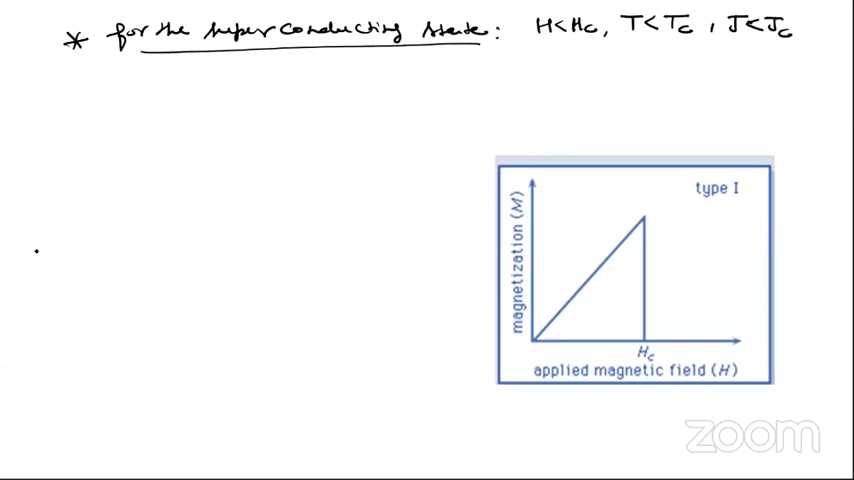 * for the superconducting state: H<Hc, T<Tc, J<Jc
type I
magnetization (M)
Hc
applied magnetic field (H)
zoom